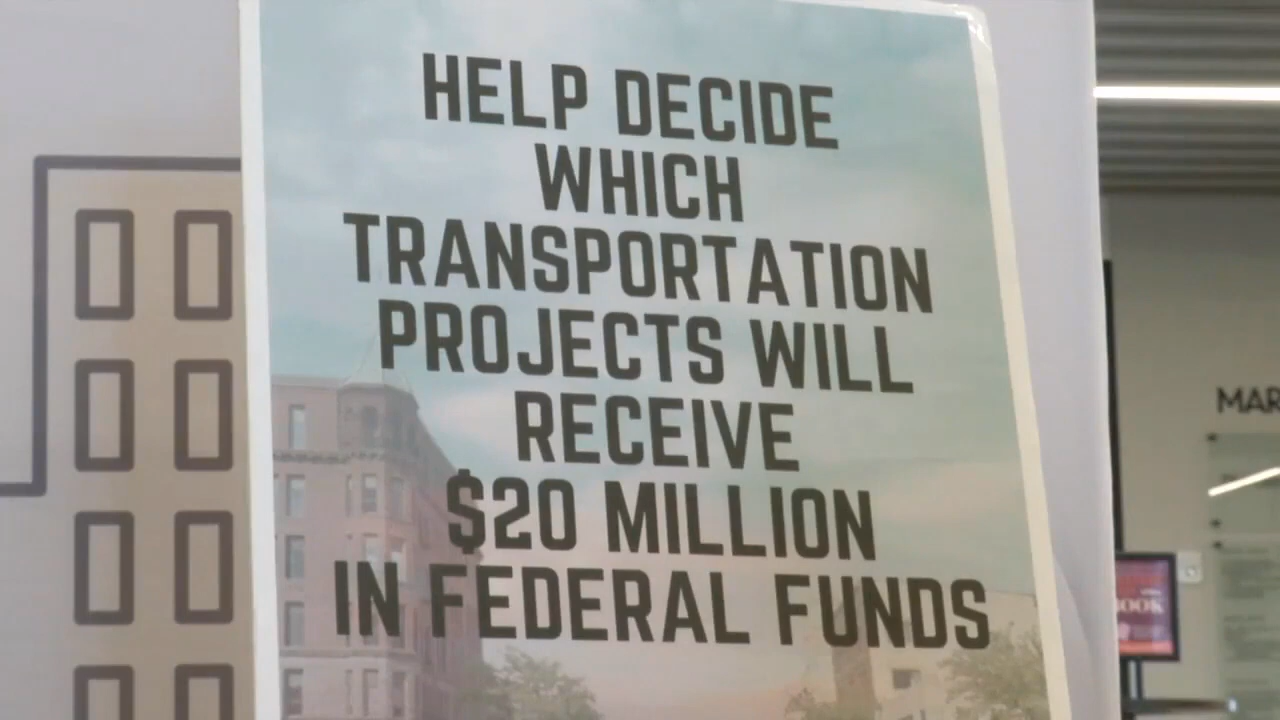 HELP DECIDE
WHICH
TRANSPORTATION
PROJECTS WILL
RECEIVE
$20 MILLION
IN FEDERAL FUNDS